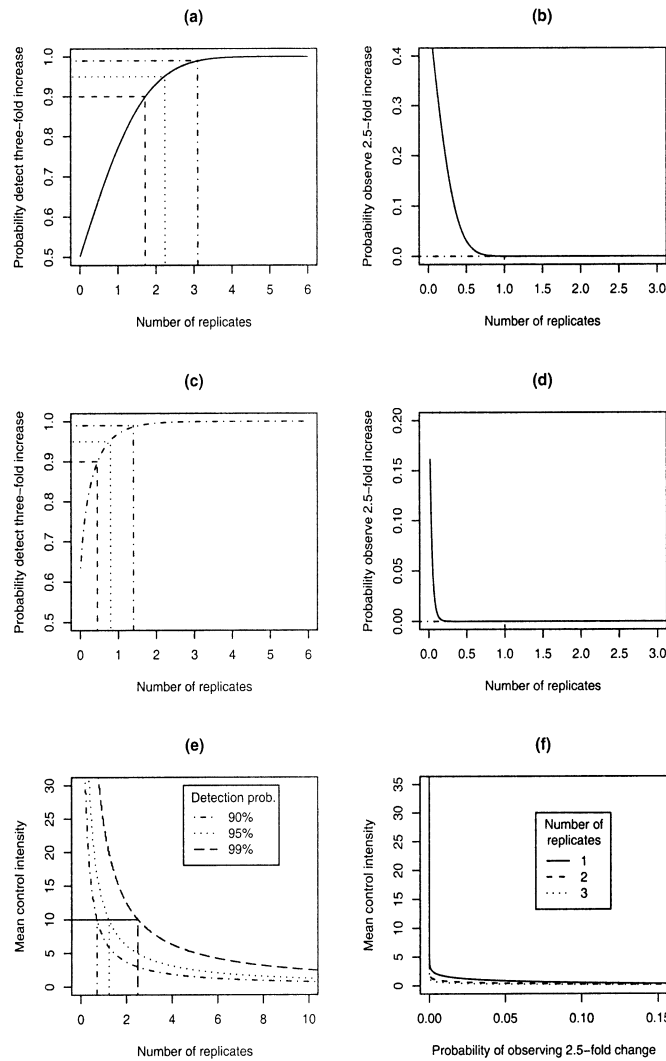 (a)
Probability detect three−fold increase
1.0
0.9
0.8
0.7
0.6
0.5
0 1 2 3 4 5 6
Number of replicates
(b)
Probability observe 2.5−fold increase
0.4
0.3
0.2
0.1
0.0
0.0 0.5 1.0 1.5 2.0 2.5 3.0
Number of replicates
(c)
Probability detect three−fold increase
1.0
0.9
0.8
0.7
0.6
0.5
0 1 2 3 4 5 6
Number of replicates
(d)
Probability observe 2.5−fold increase
0.20
0.15
0.10
0.05
0.00
0.0 0.5 1.0 1.5 2.0 2.5 3.0
Number of replicates
(e)
Mean control intensity
30
25
20
15
10
5
0
Detection prob.
90%
95%
99%
0 2 4 6 8 10
Number of replicates
(f)
Mean control intensity
35
30
25
20
15
10
5
0
Number of
replicates
1
2
3
0.00 0.05 0.10 0.15
Probability of observing 2.5−fold change